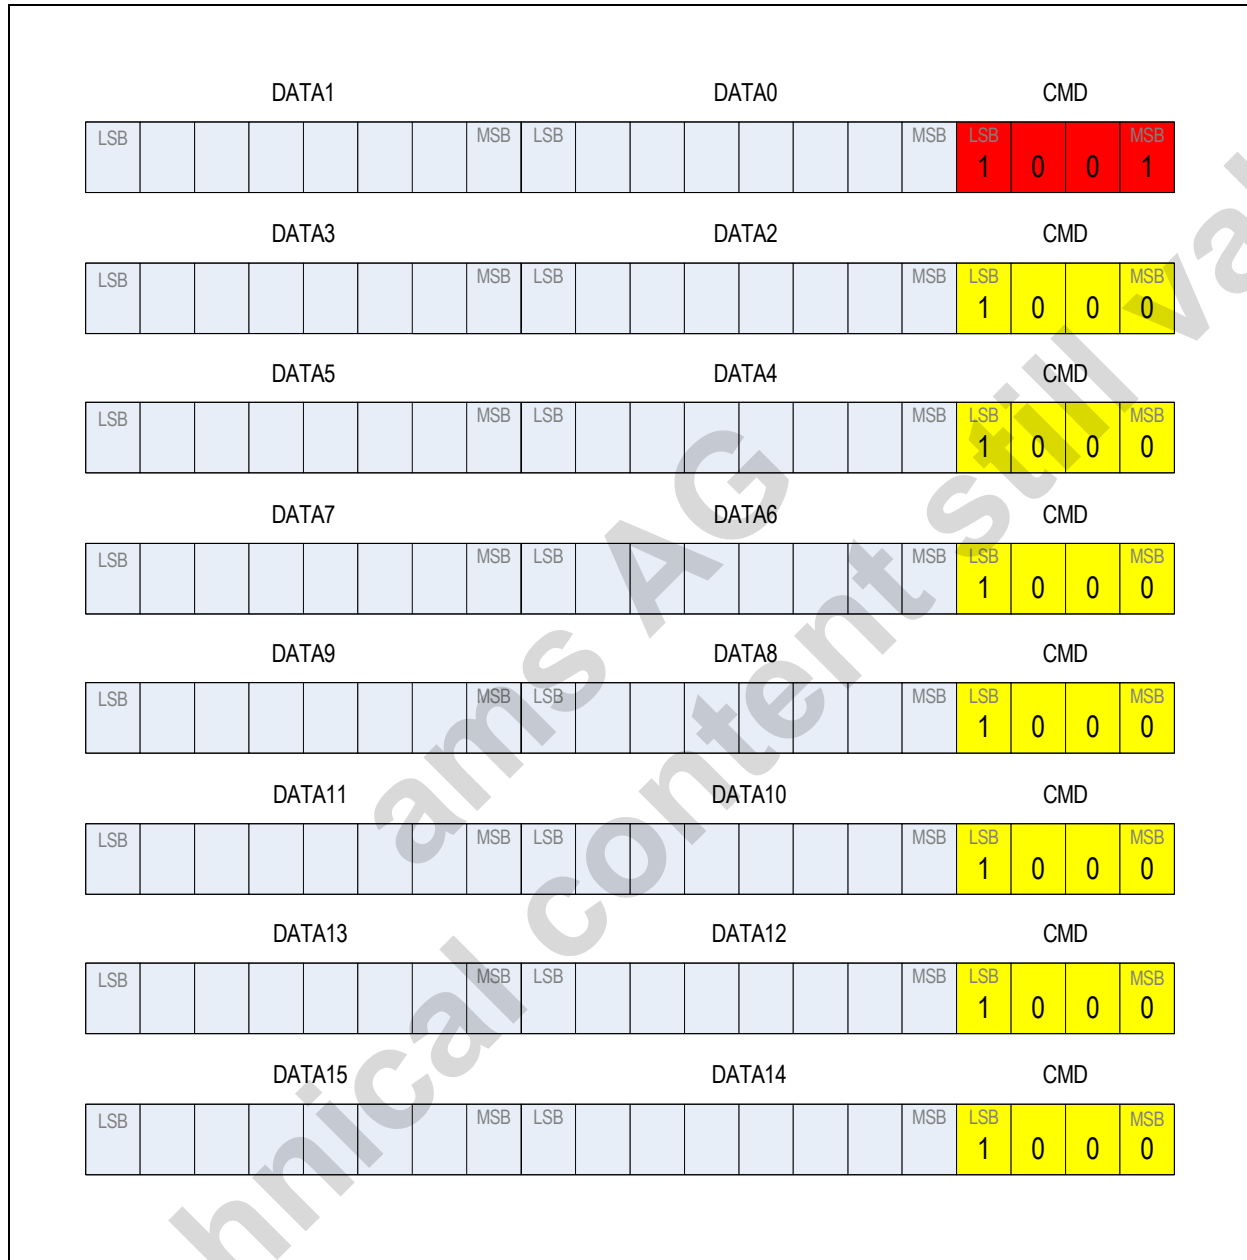 DATA1 DATA0 CMD
LSB MSB LSB MSB LSB MSB
1 0 0 1
DATA3 DATA2 CMD
LSB MSB LSB MSB LSB MSB
1 0 0 0
DATA5 DATA4 CMD
LSB MSB LSB MSB LSB MSB
1 0 0 0
DATA7 DATA6 CMD
LSB MSB LSB MSB LSB MSB
1 0 0 0
DATA9 DATA8 CMD
LSB MSB LSB MSB LSB MSB
1 0 0 0
DATA11 DATA10 CMD
LSB MSB LSB MSB LSB MSB
1 0 0 0
DATA13 DATA12 CMD
LSB MSB LSB MSB LSB MSB
1 0 0 0
DATA15 DATA14 CMD
LSB MSB LSB MSB LSB MSB
1 0 0 0
ams AG
content still